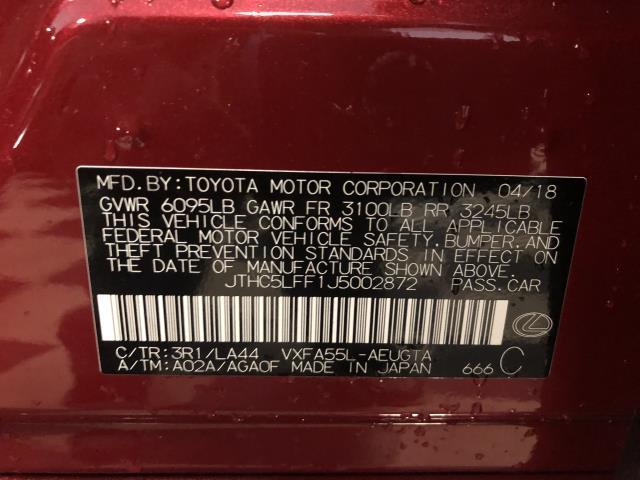 MFD.BY:TOYOTA MOTOR CORPORATION 04/18
GVWR 6095LB GAWR FR 3100LB RR 3245LB
THIS VEHICLE CONFORMS TO ALL APPLICABLE
FEDERAL MOTOR VEHICLE SAFETY,BUMPER,AND
THEFT PREVENTION STANDARDS IN EFFECT
ON THE DATE OF MANUFACTURE SHOWN ABOVE.
JTHC5LFF1J5002872 PASS.CAR
C/TR:3R1/LA44 VXFA55L-AEUGTA
A/TM:A02A/AGA0F MADE IN JAPAN 666 C